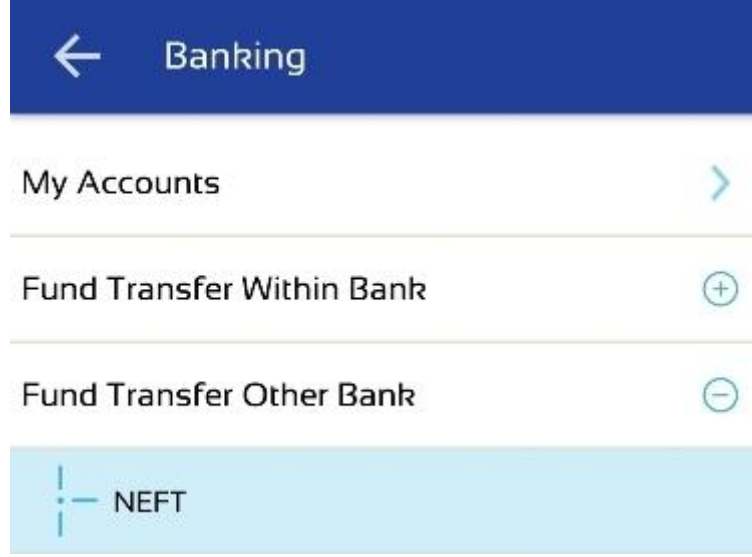 Banking
My Accounts
Fund Transfer Within Bank
Fund Transfer Other Bank
NEFT